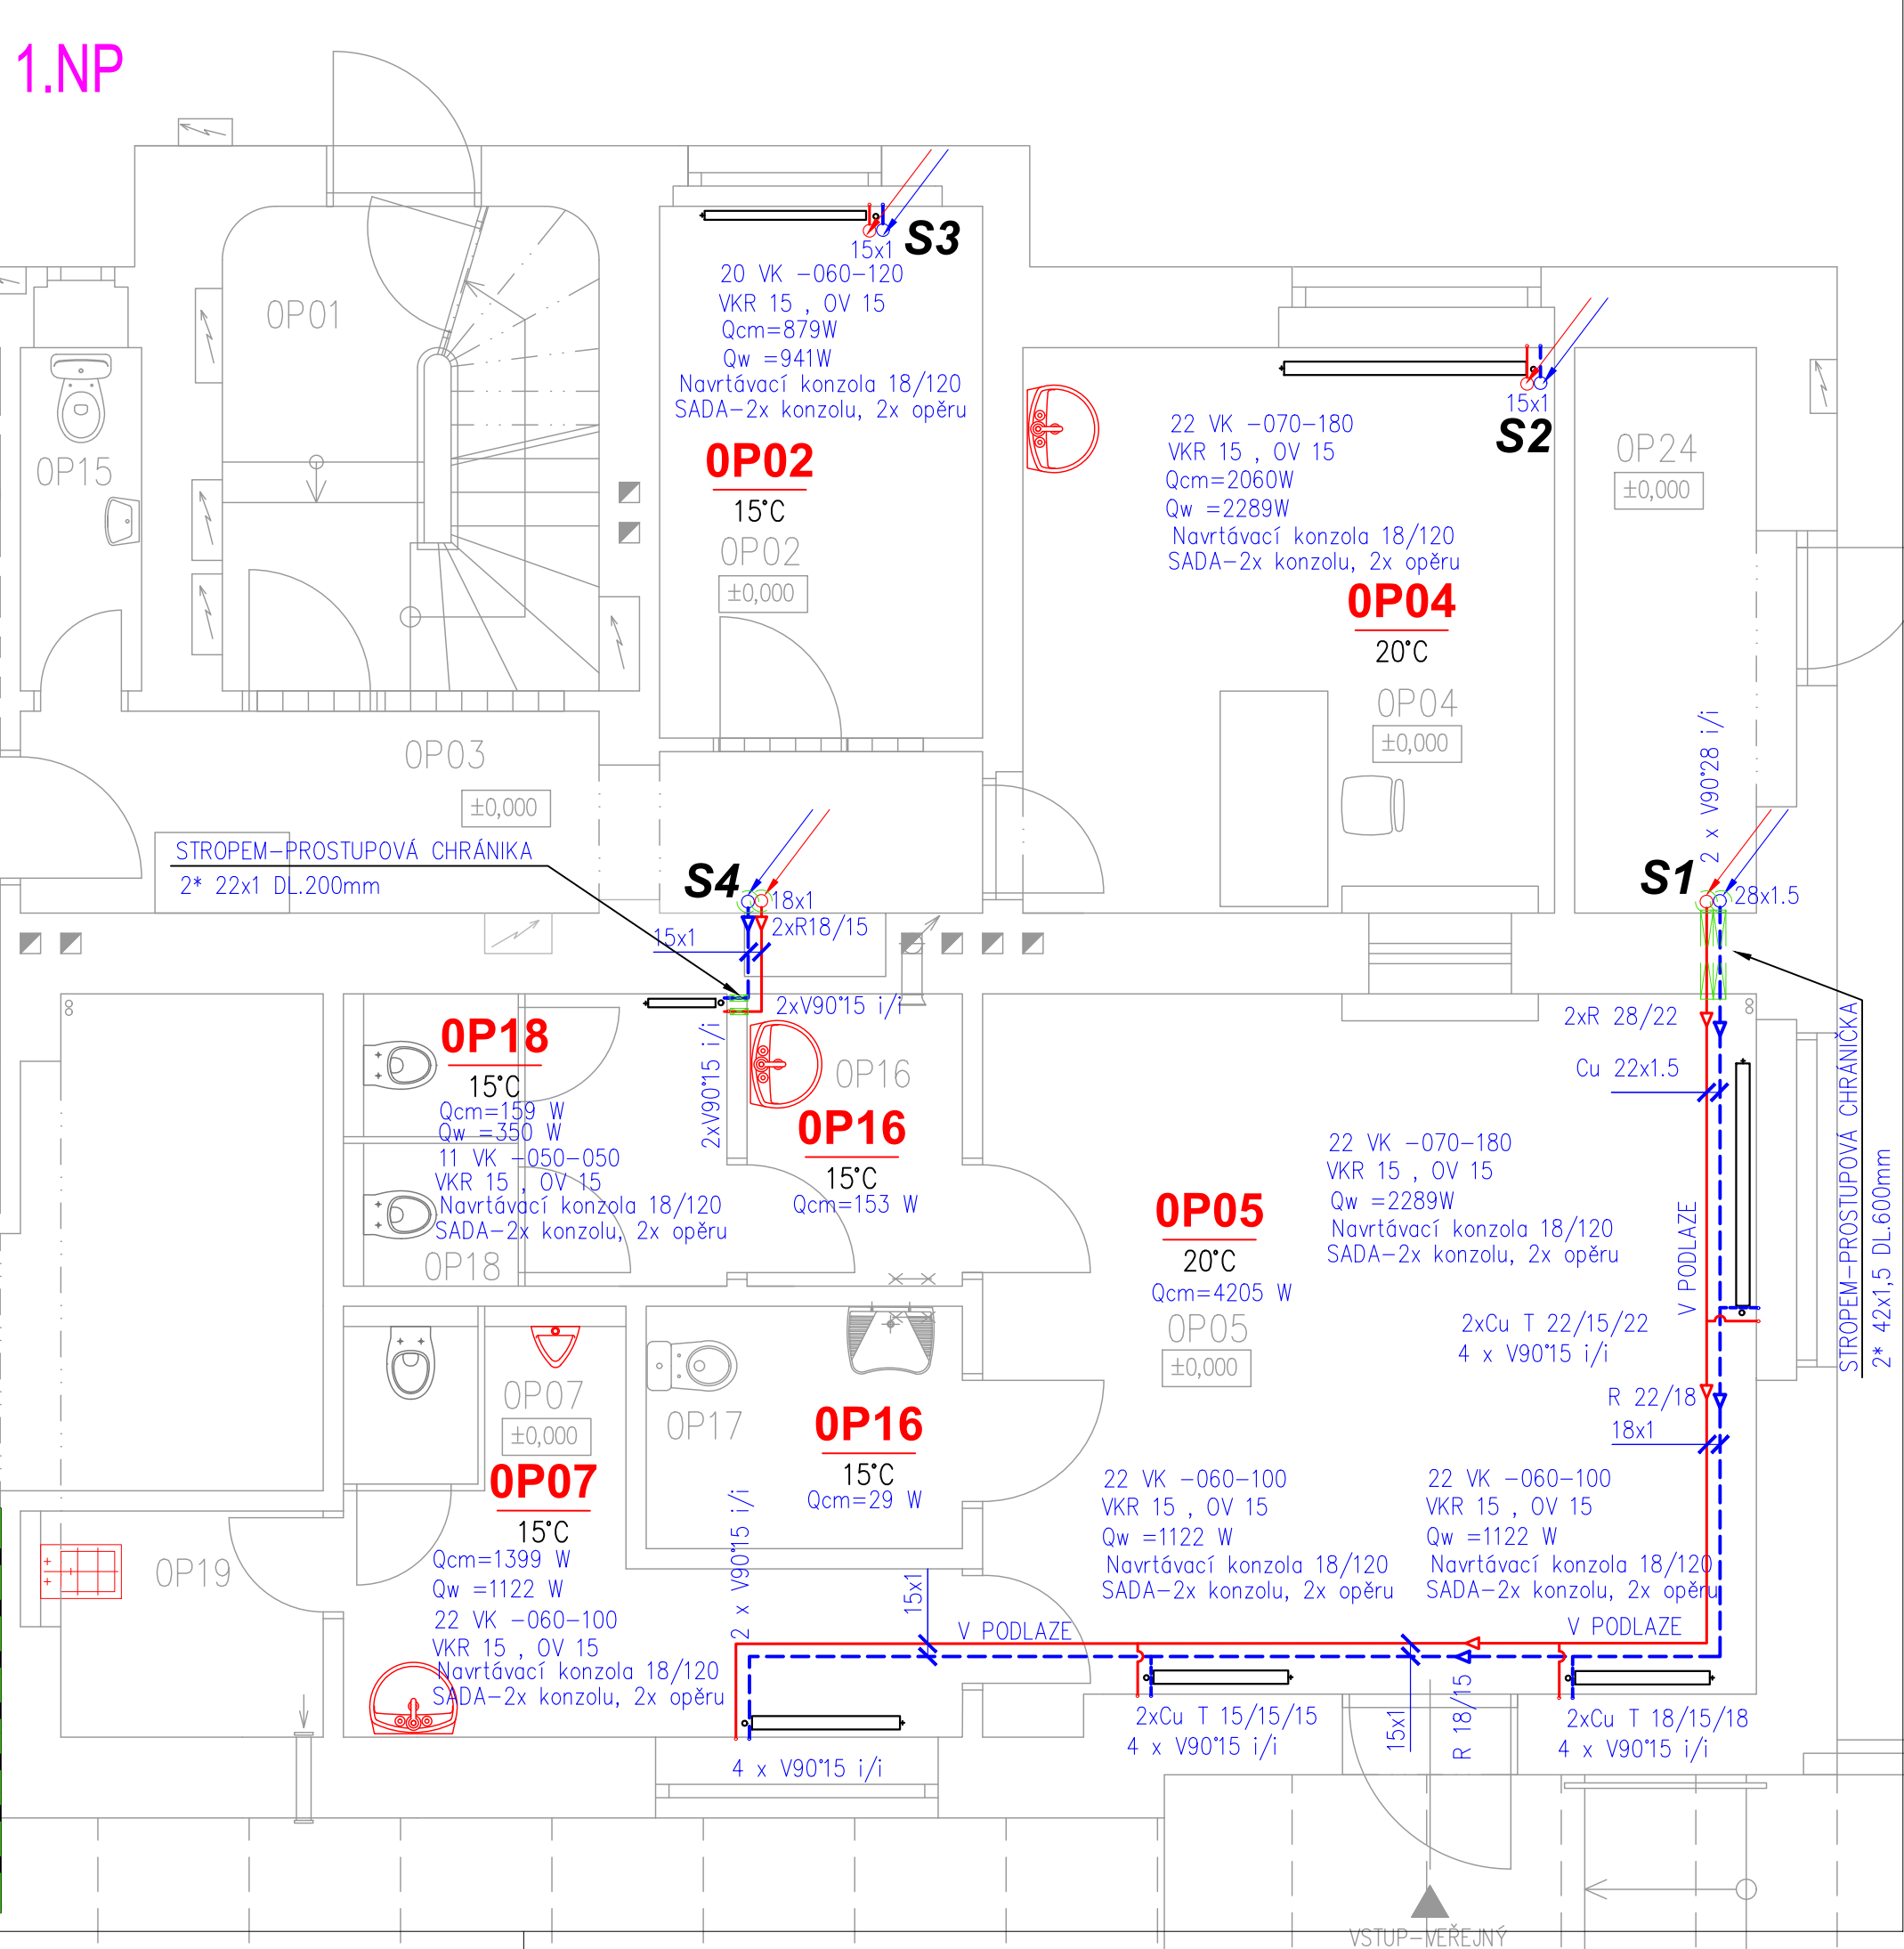 1.NP
S3
15x1
20 VK -060-120
VKR 15 , OV 15
Qcm=879W
Qw =941W
Navrtávací konzola 18/120
SADA-2x konzolu, 2x opěru
0P02
15°C
0P02
±0,000
0P01
0P15
0P03
±0,000
15x1
S2
22 VK -070-180
VKR 15 , OV 15
Qcm=2060W
Qw =2289W
Navrtávací konzola 18/120
SADA-2x konzolu, 2x opěru
0P04
20°C
0P04
±0,000
0P24
±0,000
2 x V90°28 i/i
S1
28x1.5
STROPEM-PROSTUPOVÁ CHRÁNIKA
2* 22x1 DL.200mm
S4
18x1
2xR18/15
15x1
2xV90°15 i/i
2xV90°15 i/i
0P18
15°C
Qcm=159 W
Qw =350 W
11 VK -050-050
VKR 15 , OV 15
Navrtávací konzola 18/120
SADA-2x konzolu, 2x opěru
0P18
0P16
0P16
15°C
Qcm=153 W
2xR 28/22
Cu 22x1.5
STROPEM-PROSTUPOVÁ CHRÁNIČKA
2* 42x1,5 DL.600mm
22 VK -070-180
VKR 15 , OV 15
Qw =2289W
Navrtávací konzola 18/120
SADA-2x konzolu, 2x opěru
V PODLAZE
0P05
20°C
Qcm=4205 W
0P05
±0,000
2xCu T 22/15/22
4 x V90°15 i/i
R 22/18
18x1
0P07
±0,000
0P07
15°C
Qcm=1399 W
Qw =1122 W
22 VK -060-100
VKR 15 , OV 15
Navrtávací konzola 18/120
SADA-2x konzolu, 2x opěru
0P17
0P16
15°C
Qcm=29 W
0P19
2 x V90°15 i/i
15x1
V PODLAZE
22 VK -060-100
VKR 15 , OV 15
Qw =1122 W
Navrtávací konzola 18/120
SADA-2x konzolu, 2x opěru
22 VK -060-100
VKR 15 , OV 15
Qw =1122 W
Navrtávací konzola 18/120
SADA-2x konzolu, 2x opěru
V PODLAZE
4 x V90°15 i/i
2xCu T 15/15/15
4 x V90°15 i/i
15x1
R 18/15
2xCu T 18/15/18
4 x V90°15 i/i
VSTUP-VEŘEJNÝ